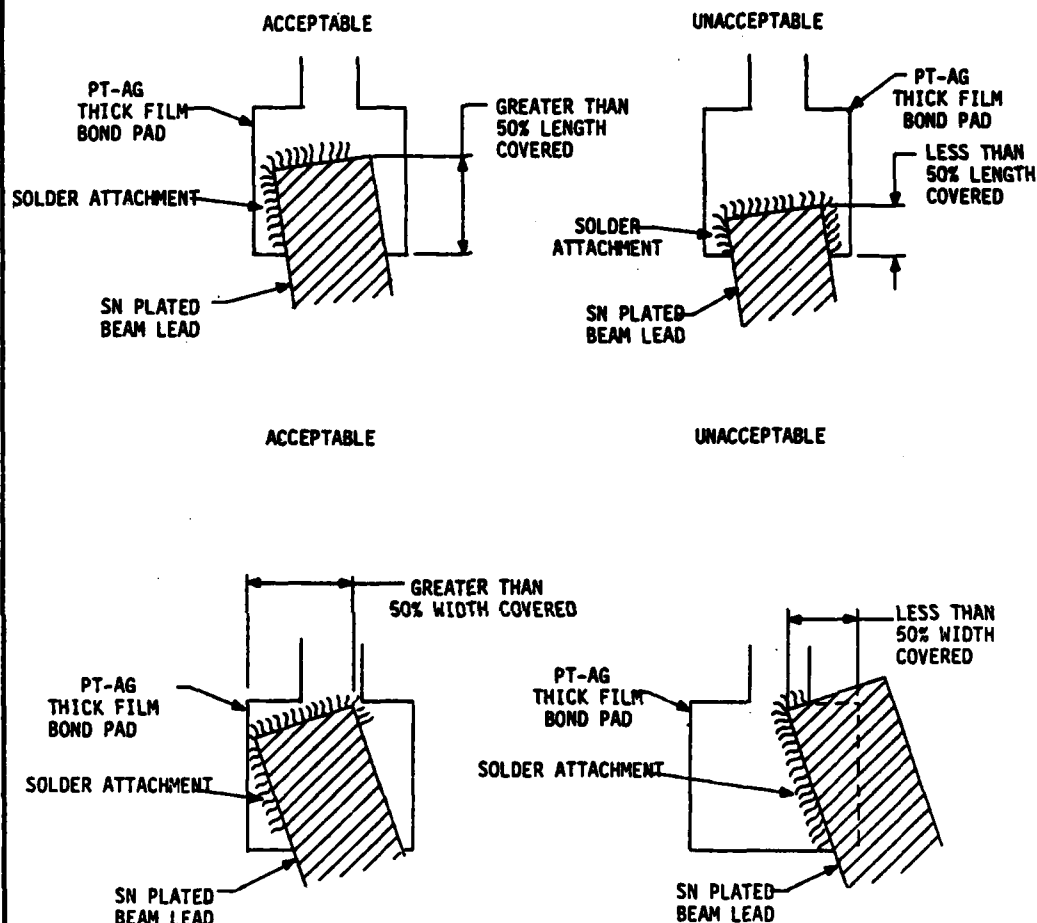 ACCEPTABLE
UNACCEPTABLE
PT-AG
THICK FILM
BOND PAD
GREATER THAN
50% LENGTH
COVERED
SOLDER ATTACHMENT
SN PLATED
BEAM LEAD
PT-AG
THICK FILM
BOND PAD
LESS THAN
50% LENGTH
COVERED
SOLDER
ATTACHMENT
SN PLATED
BEAM LEAD
ACCEPTABLE
UNACCEPTABLE
GREATER THAN
50% WIDTH COVERED
PT-AG
THICK FILM
BOND PAD
SOLDER ATTACHMENT
SN PLATED
BEAM LEAD
LESS THAN
50% WIDTH
COVERED
PT-AG
THICK FILM
BOND PAD
SOLDER ATTACHMENT
SN PLATED
BEAM LEAD